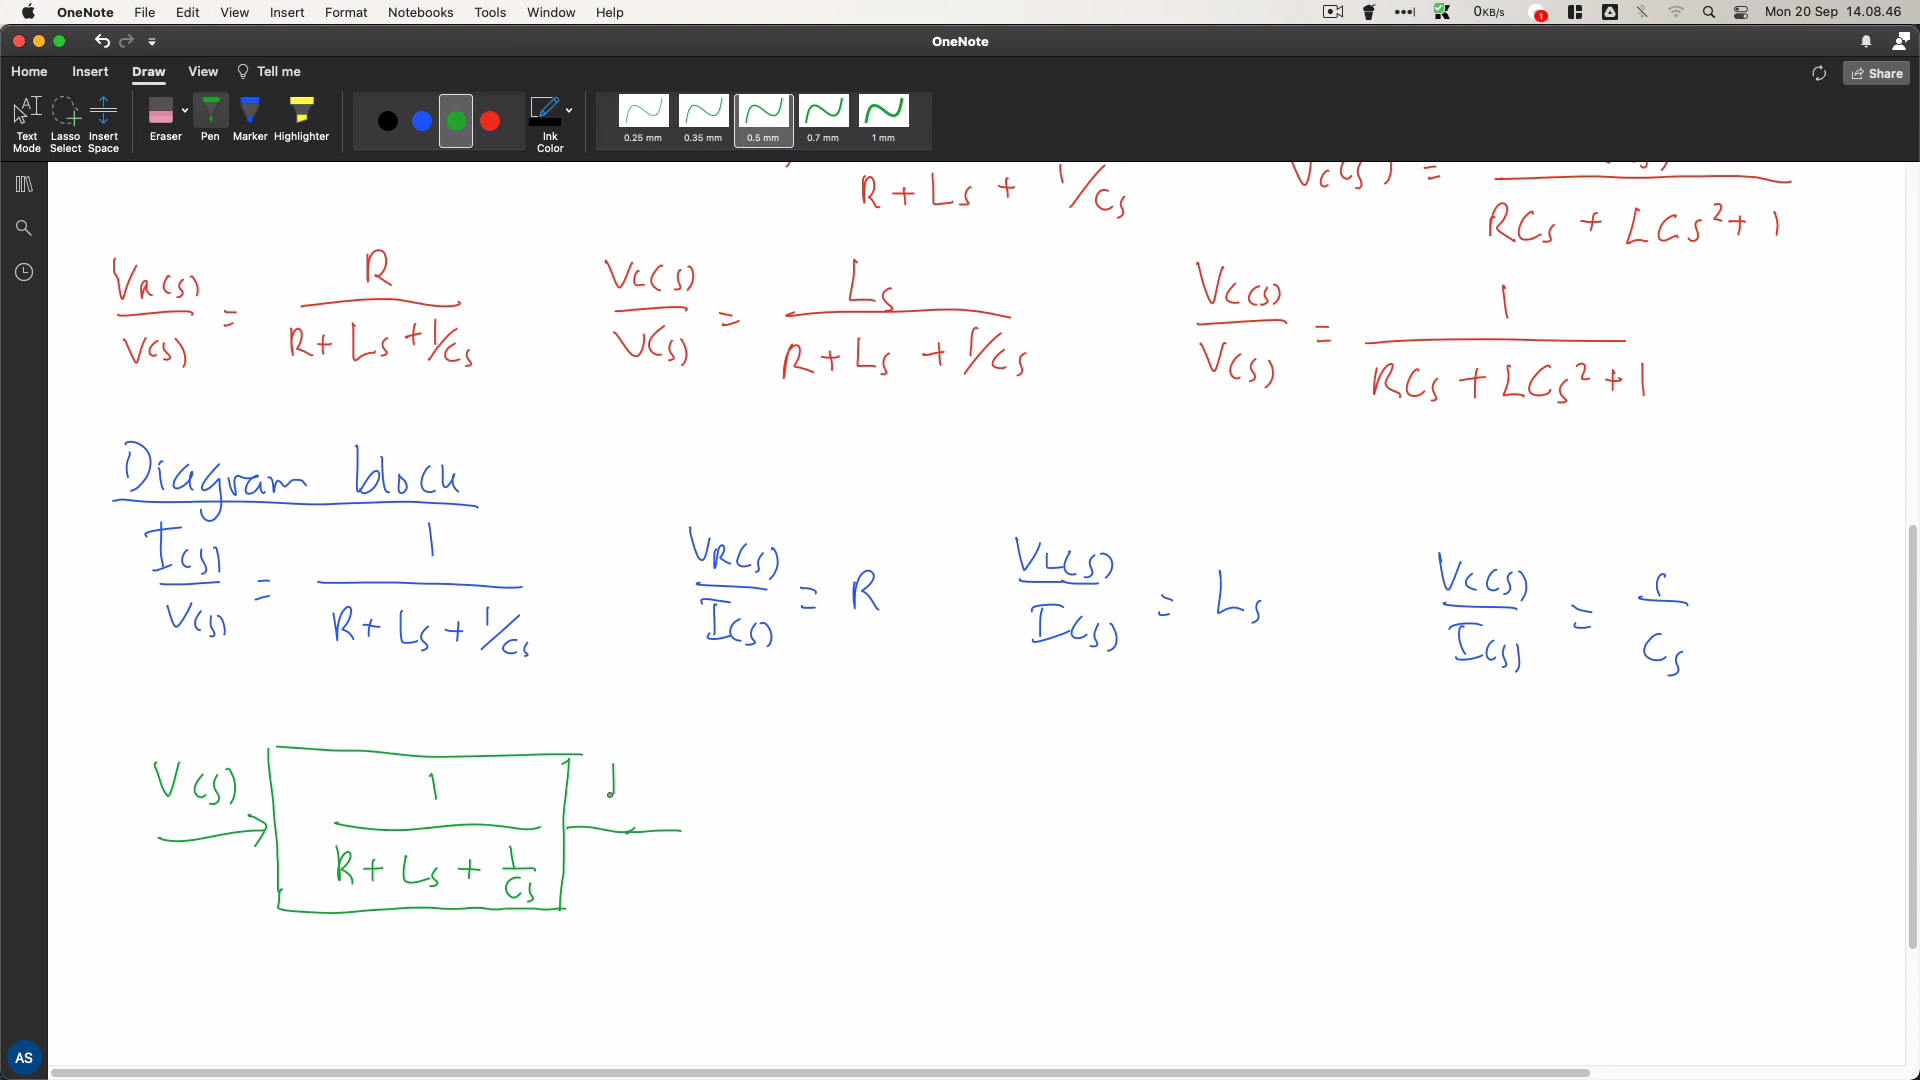 OneNote File Edit View Insert Format Notebooks Tools Window Help 0KB/s 1 Mon 20 Sep 14.08.46
OneNote
Home Insert Draw View Tell me Share
Text Mode Lasso Select Insert Space Eraser Pen Marker Highlighter Ink Color 0.25 mm 0.35 mm 0.5 mm 0.7 mm 1 mm
R + Ls + 1/Cs
Vc(s) =
RCs + LCs² + 1
VR(s)/V(s) = R/(R + Ls + 1/Cs)
VL(s)/V(s) = Ls/(R + Ls + 1/Cs)
Vc(s)/V(s) = 1/(RCs + LCs² + 1)
Diagram block
I(s)/V(s) = 1/(R + Ls + 1/Cs)
VR(s)/I(s) = R
VL(s)/I(s) = Ls
Vc(s)/I(s) = 1/Cs
V(s)
1/(R + Ls + 1/Cs)
AS